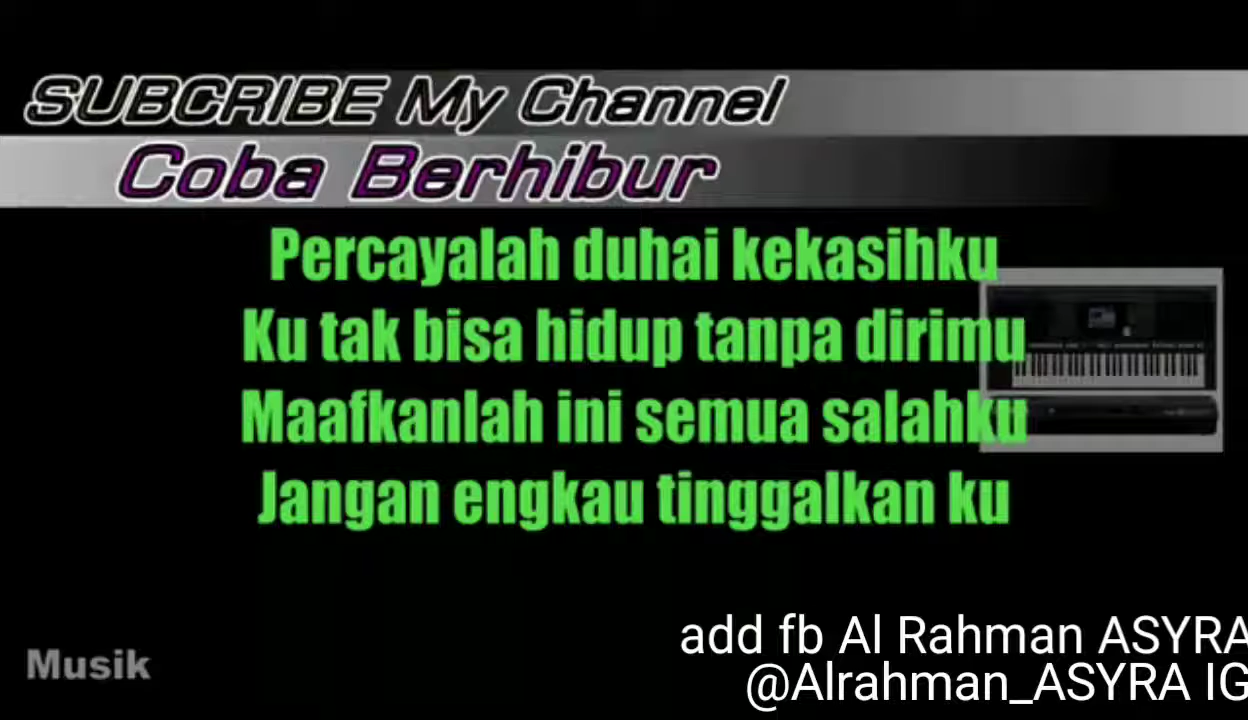 SUBCRIBE My Channel
Coba Berhibur
Percayalah duhai kekasihku
Ku tak bisa hidup tanpa dirimu
Maafkanlah ini semua salahku
Jangan engkau tinggalkan ku
add fb Al Rahman ASYRA
@Alrahman_ASYRA IG
Musik